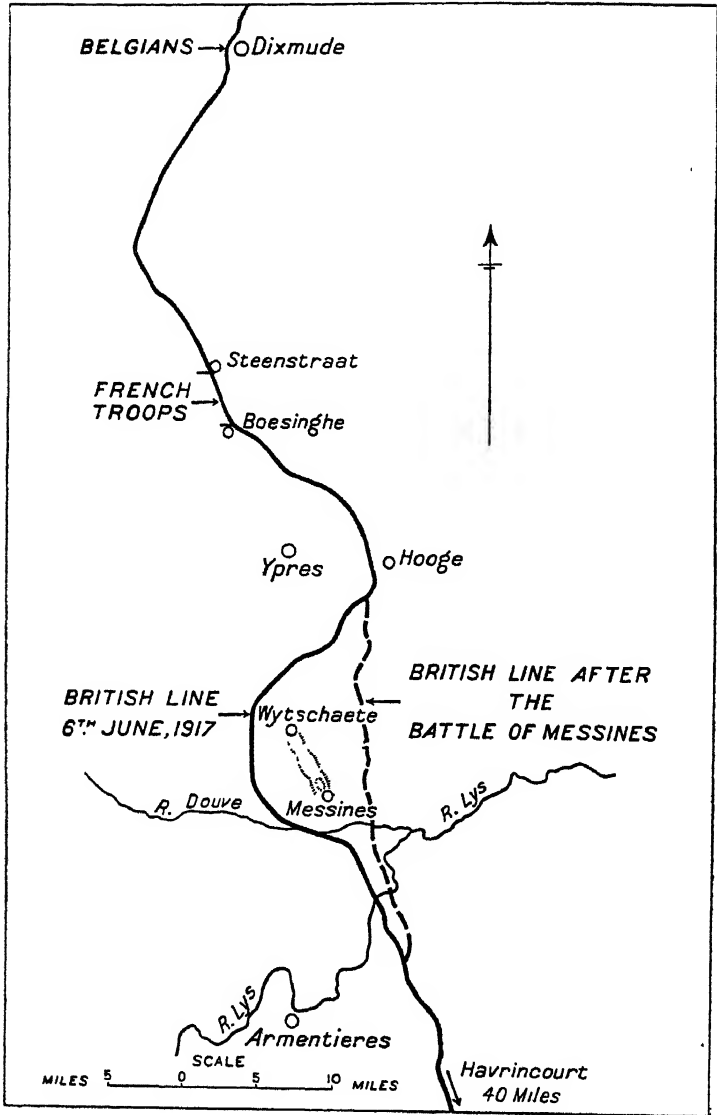 BELGIANS
Dixmude
Steenstraat
FRENCH
TROOPS
Boesinghe
Ypres
Hooge
BRITISH LINE
6TH JUNE, 1917
BRITISH LINE AFTER
THE
BATTLE OF MESSINES
Wytschaete
Messines
R. Douve
R. Lys
R. Lys
Armentieres
SCALE
MILES 5 0 5 10 MILES
Havrincourt
40 Miles